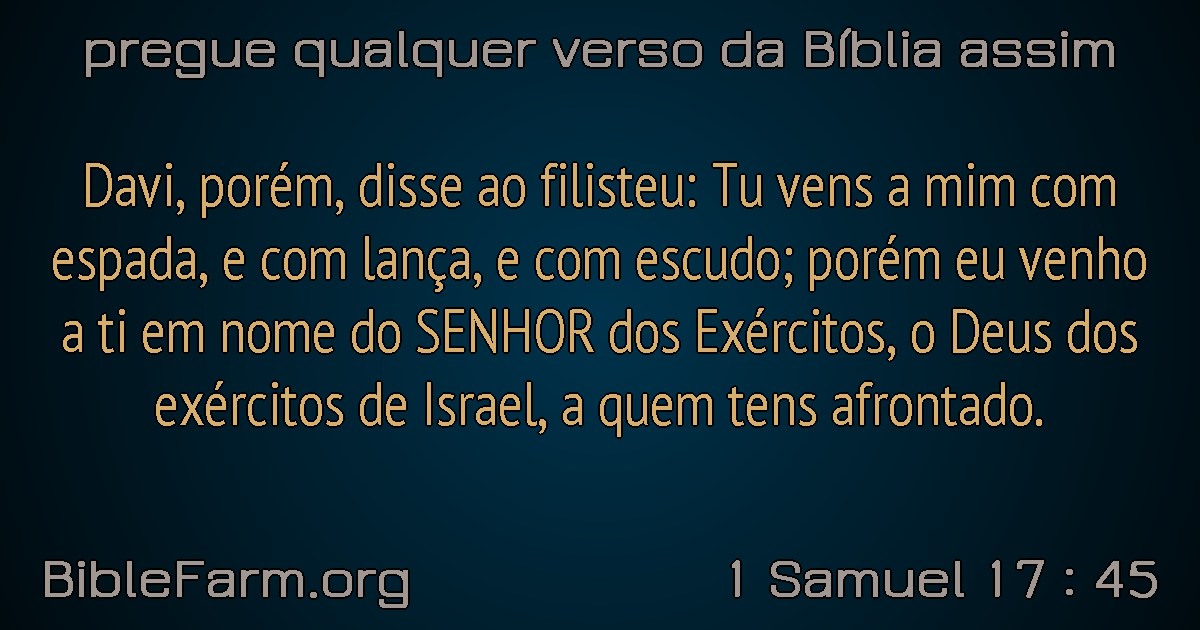 pregue qualquer verso da Bíblia assim
Davi, porém, disse ao filisteu: Tu vens a mim com
espada, e com lança, e com escudo; porém eu venho
a ti em nome do SENHOR dos Exércitos, o Deus dos
exércitos de Israel, a quem tens afrontado.
BibleFarm.org
1 Samuel 17 : 45